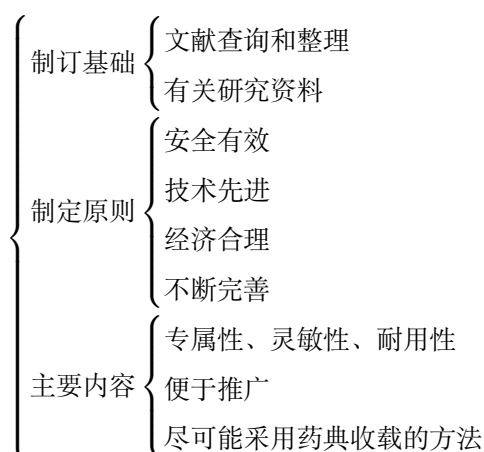 制订基础
文献查询和整理
有关研究资料
制定原则
安全有效
技术先进
经济合理
不断完善
主要内容
专属性、灵敏性、耐用性
便于推广
尽可能采用药典收载的方法